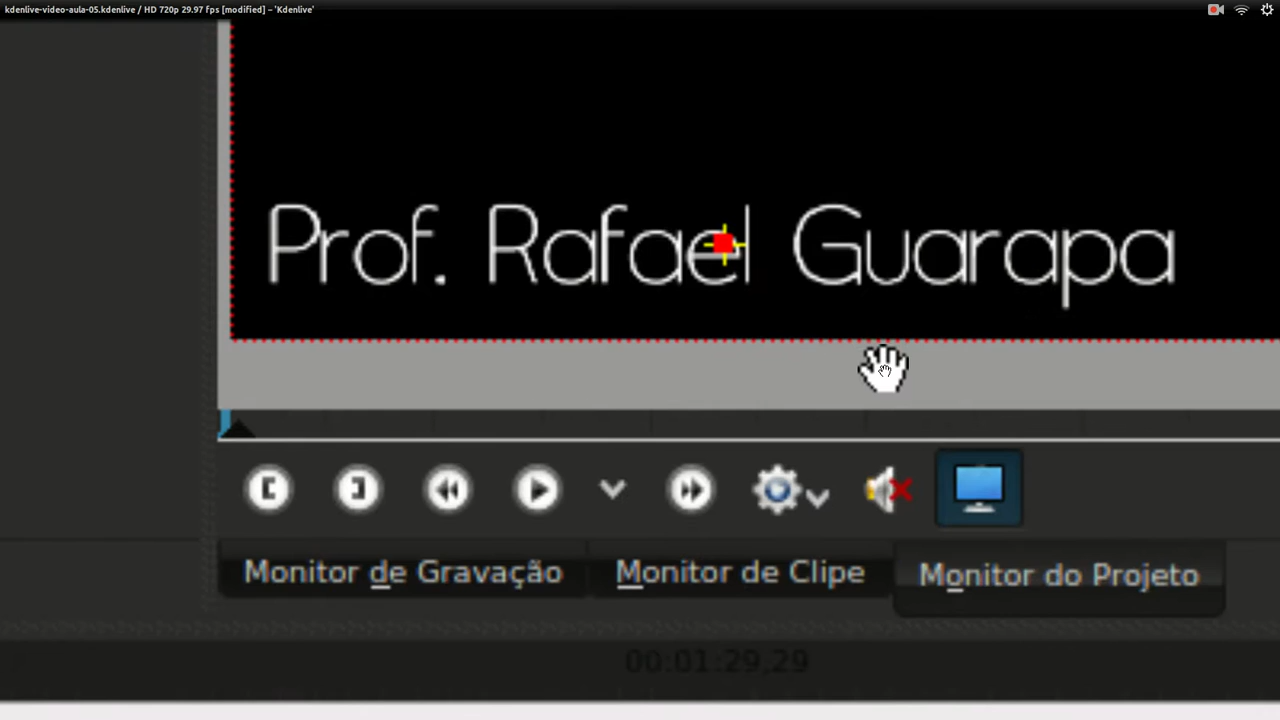 kdenlive-video-aula-05.kdenlive / HD 720p 29.97 fps [modified] – 'Kdenlive'
Prof. Rafael Guarapa
Monitor de Gravação Monitor de Clipe Monitor do Projeto
00:01:29,29